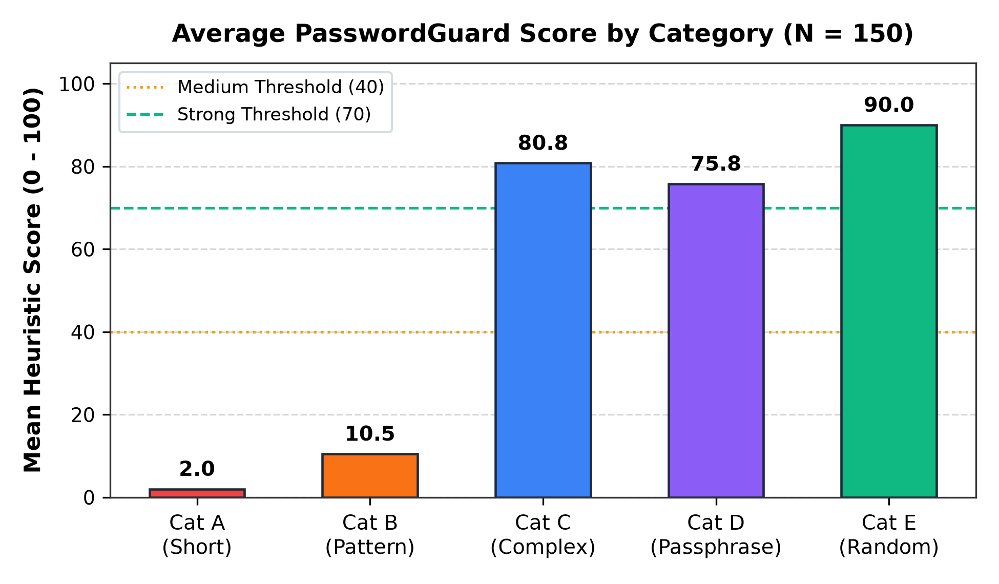 Average PasswordGuard Score by Category (N = 150)
Mean Heuristic Score (0 - 100)
100
80
60
40
20
0
Medium Threshold (40)
Strong Threshold (70)
2.0
10.5
80.8
75.8
90.0
Cat A
(Short)
Cat B
(Pattern)
Cat C
(Complex)
Cat D
(Passphrase)
Cat E
(Random)